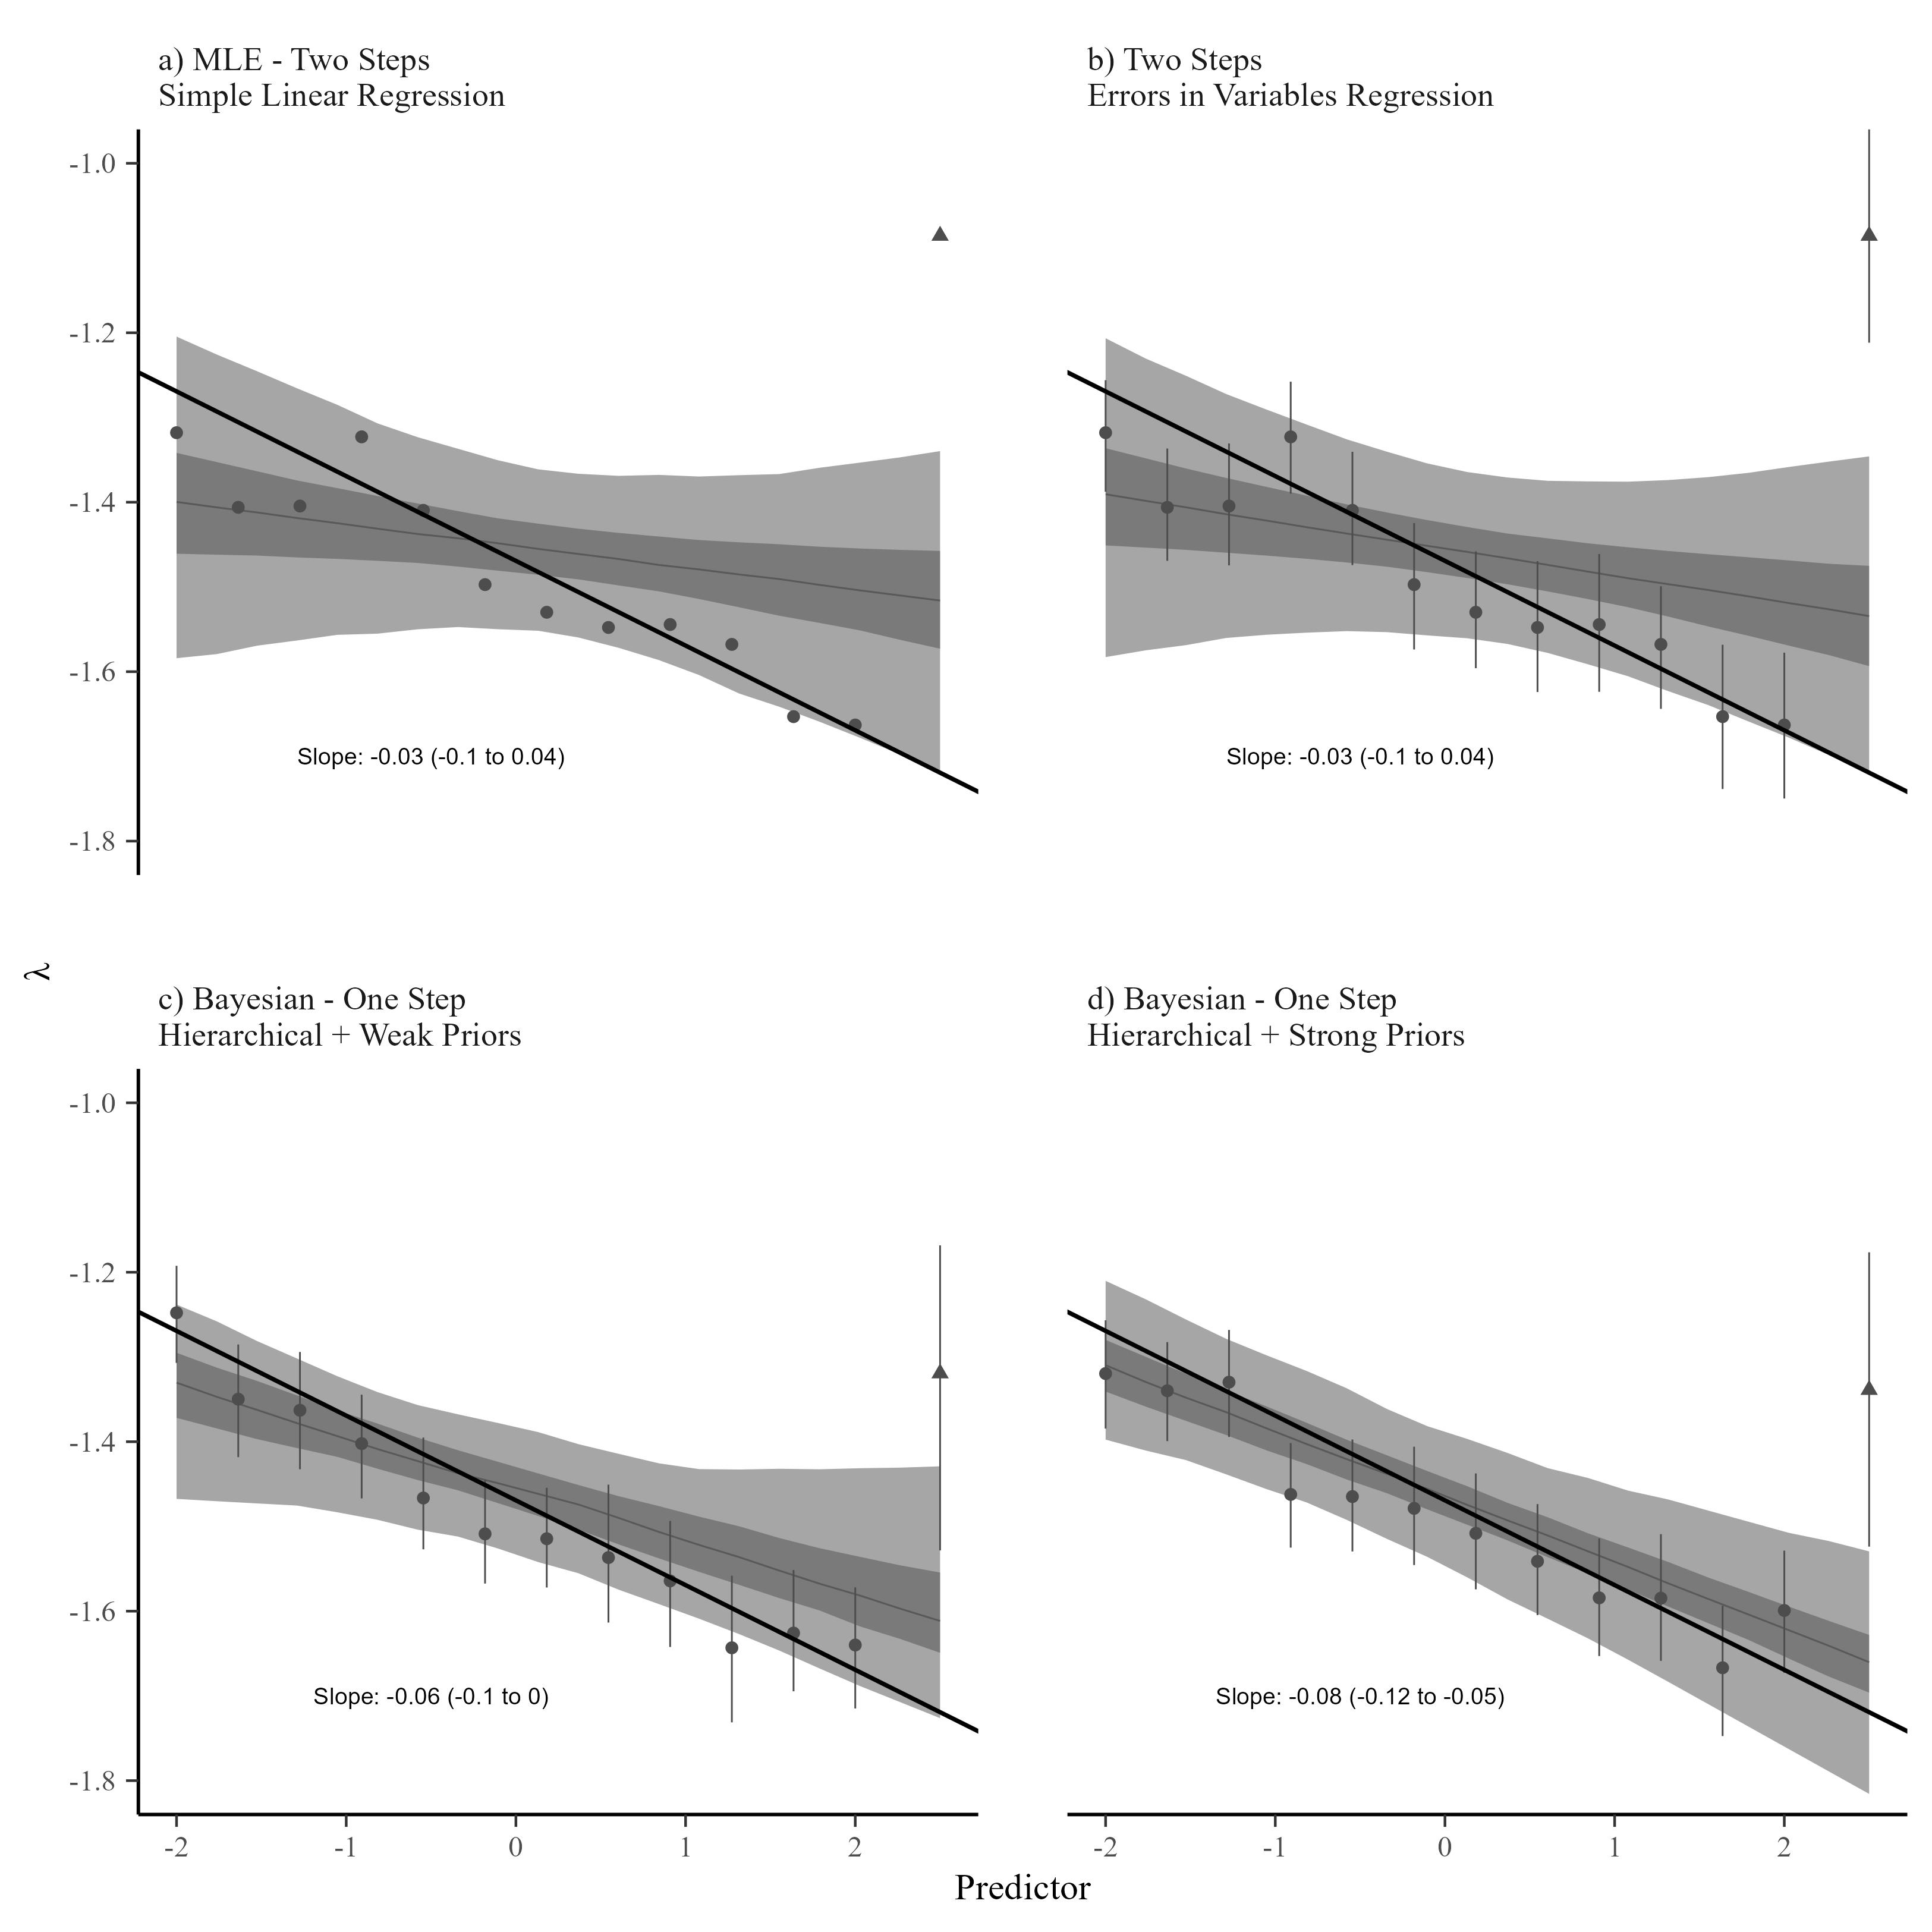 a) MLE - Two Steps
Simple Linear Regression
b) Two Steps
Errors in Variables Regression
-1.0
-1.2
-1.4
-1.6
-1.8
Slope: -0.03 (-0.1 to 0.04)
Slope: -0.03 (-0.1 to 0.04)
λ
c) Bayesian - One Step
Hierarchical + Weak Priors
d) Bayesian - One Step
Hierarchical + Strong Priors
-1.0
-1.2
-1.4
-1.6
-1.8
Slope: -0.06 (-0.1 to 0)
Slope: -0.08 (-0.12 to -0.05)
-2 -1 0 1 2
-2 -1 0 1 2
Predictor